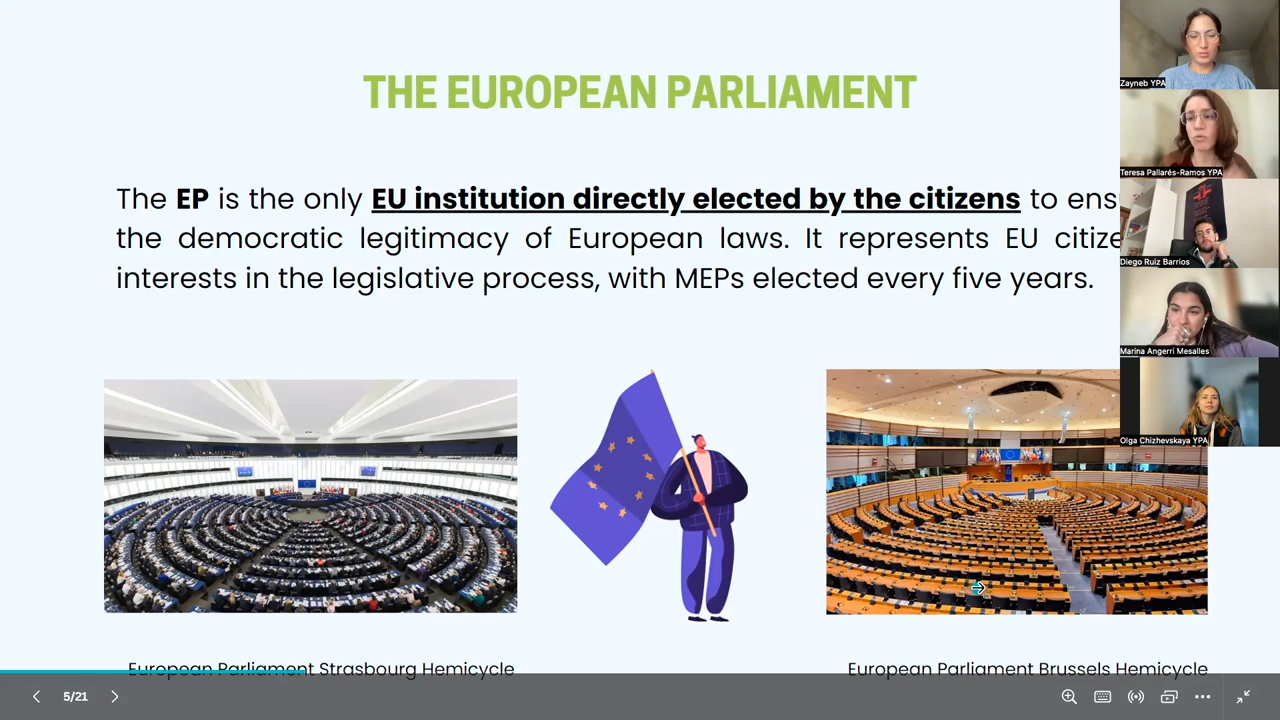 THE EUROPEAN PARLIAMENT
The EP is the only EU institution directly elected by the citizens to ens
the democratic legitimacy of European laws. It represents EU citize
interests in the legislative process, with MEPs elected every five years.
European Parliament Strasbourg Hemicycle
European Parliament Brussels Hemicycle
5/21
Zayneb YPA
Teresa Pallarés-Ramos YPA
Diego Ruiz Barrios
Marina Angerri Mesalles
Olga Chizhevskaya YPA